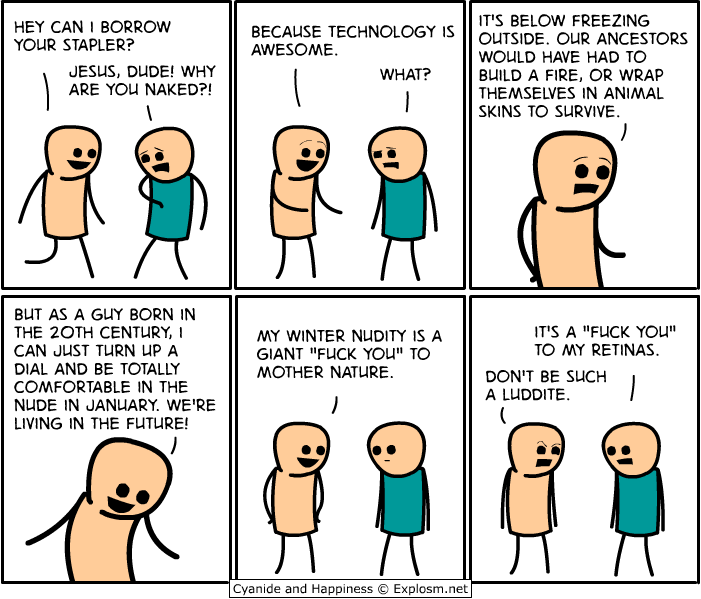 HEY CAN I BORROW
YOUR STAPLER?
JESUS, DUDE! WHY
ARE YOU NAKED?!
BECAUSE TECHNOLOGY IS
AWESOME.
WHAT?
IT'S BELOW FREEZING
OUTSIDE. OUR ANCESTORS
WOULD HAVE HAD TO
BUILD A FIRE, OR WRAP
THEMSELVES IN ANIMAL
SKINS TO SURVIVE.
BUT AS A GUY BORN IN
THE 20TH CENTURY, I
CAN JUST TURN UP A
DIAL AND BE TOTALLY
COMFORTABLE IN THE
NUDE IN JANUARY. WE'RE
LIVING IN THE FUTURE!
MY WINTER NUDITY IS A
GIANT "FUCK YOU" TO
MOTHER NATURE.
IT'S A "FUCK YOU"
TO MY RETINAS.
DON'T BE SUCH
A LUDDITE.
Cyanide and Happiness © Explosm.net